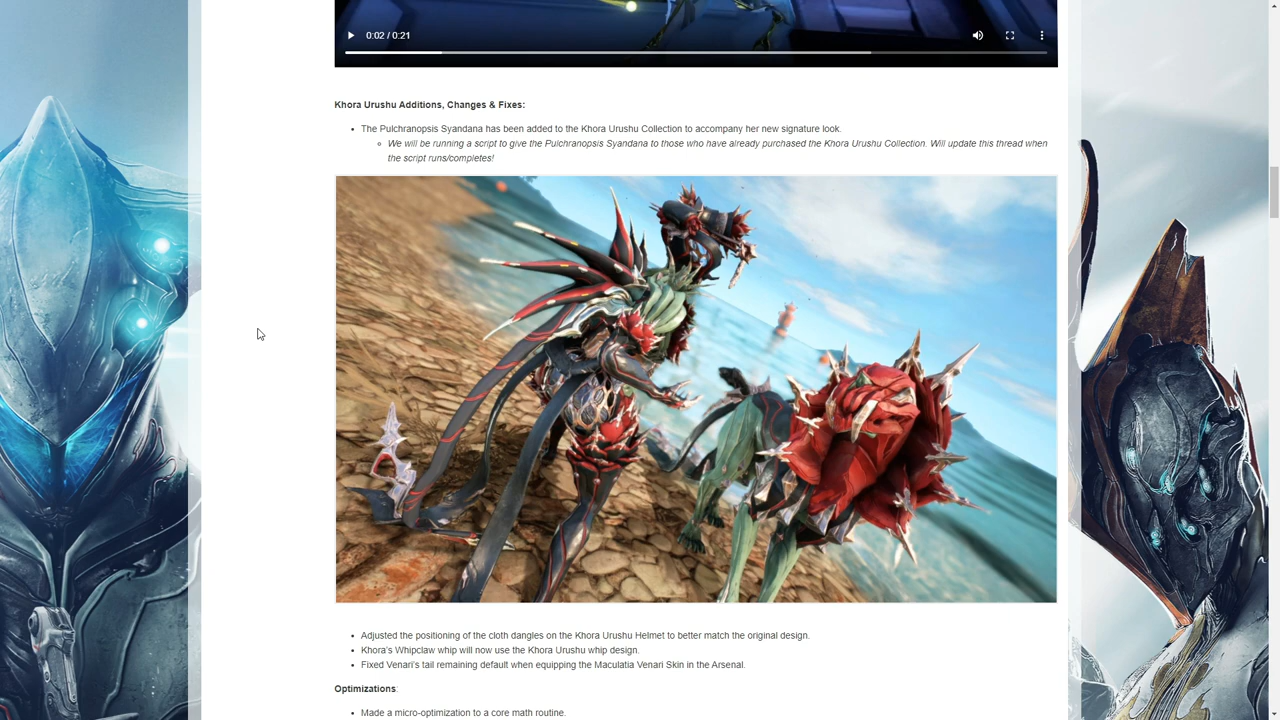 0:02 / 0:21
Khora Urushu Additions, Changes & Fixes:
• The Pulchranopsis Syandana has been added to the Khora Urushu Collection to accompany her new signature look.
○ We will be running a script to give the Pulchranopsis Syandana to those who have already purchased the Khora Urushu Collection. Will update this thread when
the script runs/completes!
• Adjusted the positioning of the cloth dangles on the Khora Urushu Helmet to better match the original design.
• Khora's Whipclaw whip will now use the Khora Urushu whip design.
• Fixed Venari's tail remaining default when equipping the Maculatia Venari Skin in the Arsenal.
Optimizations:
• Made a micro-optimization to a core math routine.